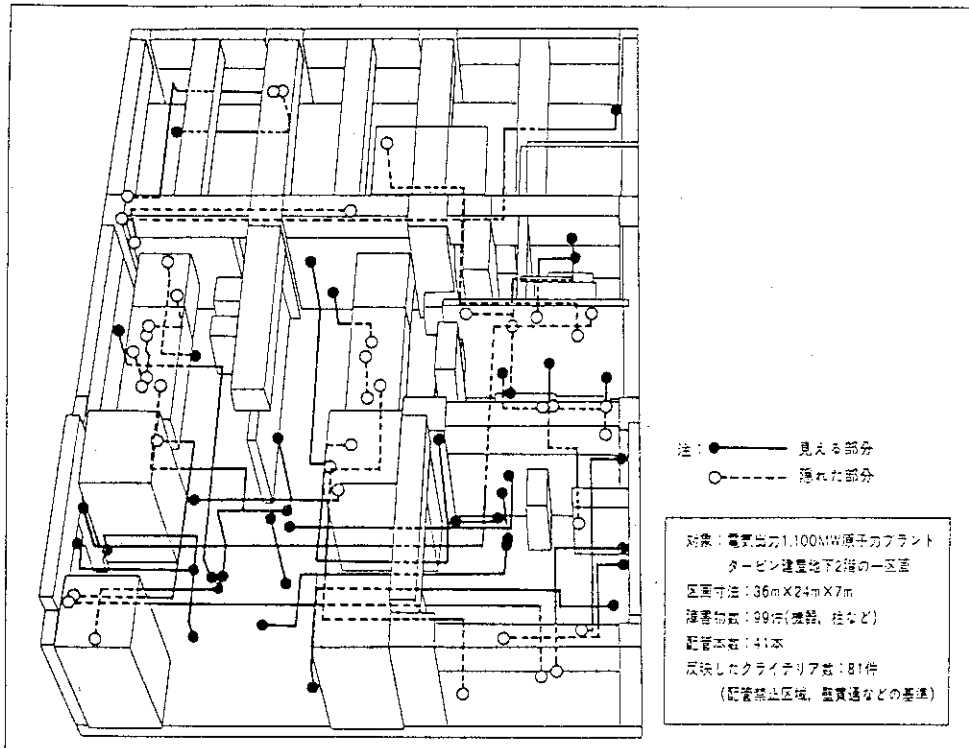 注: 見える部分
隠れた部分
対象:電気出力1,100MW原子力プラント
タービン建屋地下2階の一区画
区画寸法:36m×24m×7m
障害物数:99件(機器,柱など)
配管本数:41本
反映したクライテリア数:81件
(配管禁止区域,壁貫通などの基準)